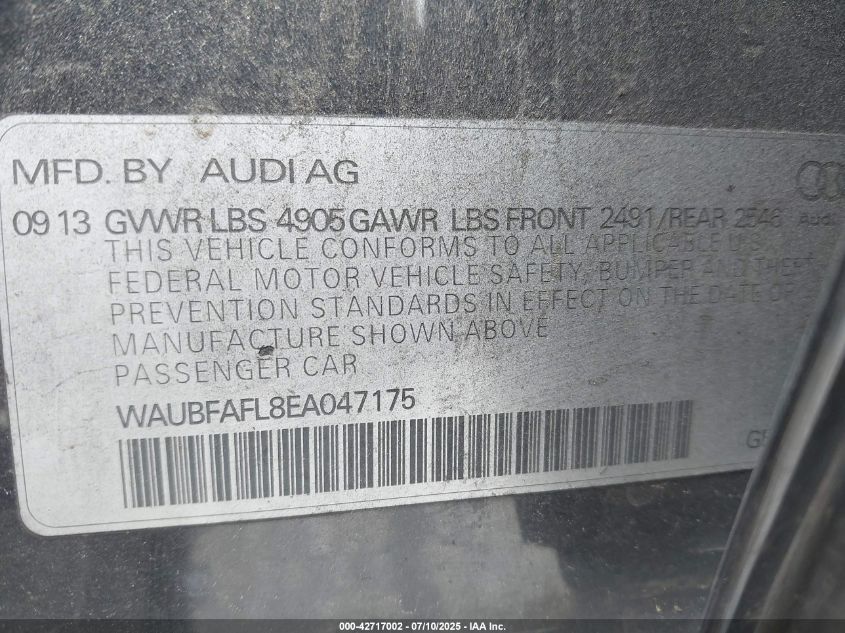 MFD. BY AUDI AG
09 13 GVWR LBS 4905 GAWR LBS FRONT 2491/REAR 2546
Audi
THIS VEHICLE CONFORMS TO ALL APPLICABLE U.S.
FEDERAL MOTOR VEHICLE SAFETY, BUMPER AND THEFT
PREVENTION STANDARDS IN EFFECT ON THE DATE OF
MANUFACTURE SHOWN ABOVE
PASSENGER CAR
WAUBFAFL8EA047175
000-42717002 - 07/10/2025 - IAA Inc.